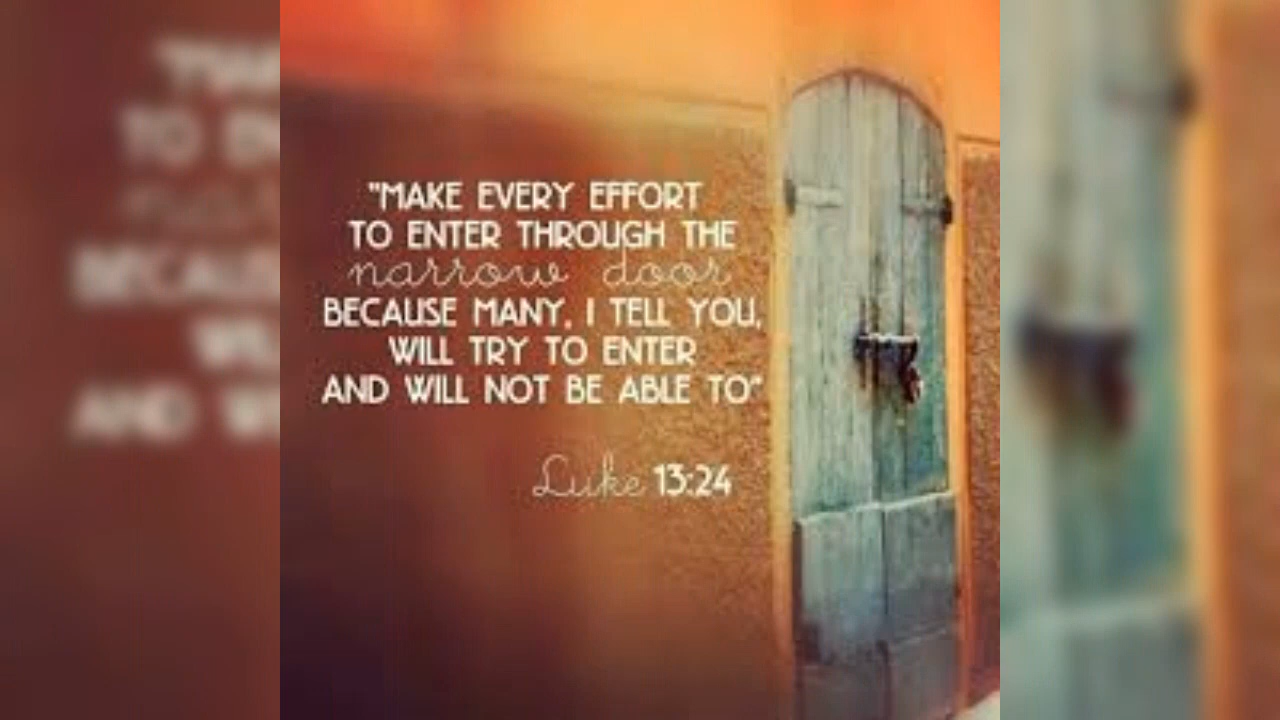 "MAKE EVERY EFFORT
TO ENTER THROUGH THE
narrow door
BECAUSE MANY, I TELL YOU,
WILL TRY TO ENTER
AND WILL NOT BE ABLE TO"
Luke 13:24